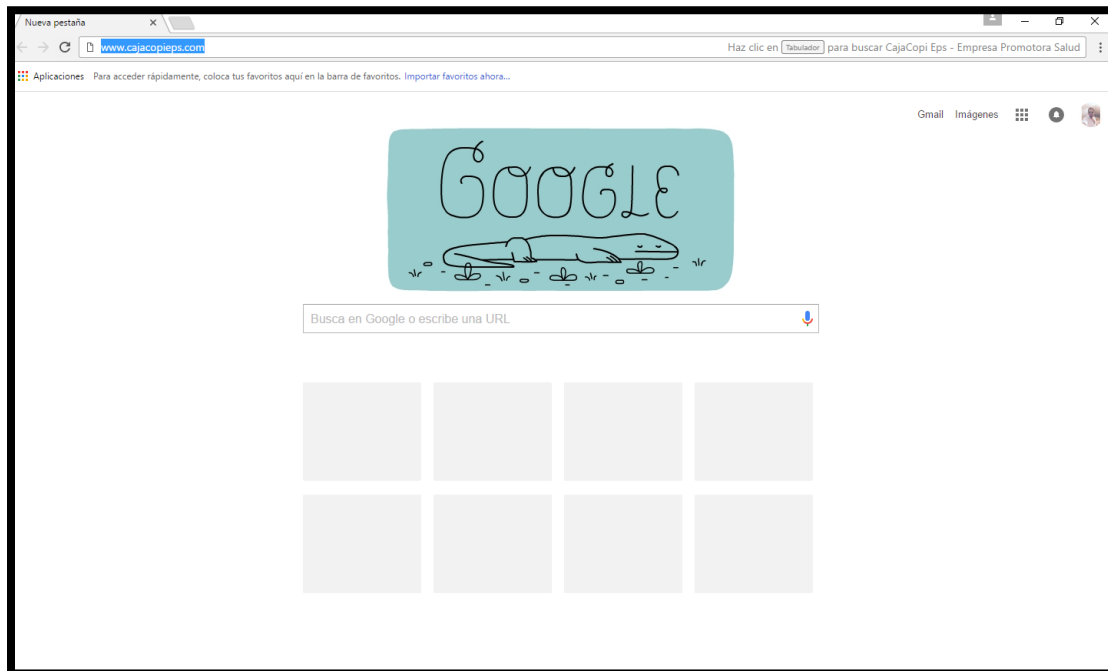 Nueva pestaña
www.cajacopieps.com Haz clic en Tabulador para buscar CajaCopi Eps - Empresa Promotora Salud
Aplicaciones Para acceder rápidamente, coloca tus favoritos aquí en la barra de favoritos. Importar favoritos ahora...
Gmail Imágenes
GOOGLE
Busca en Google o escribe una URL